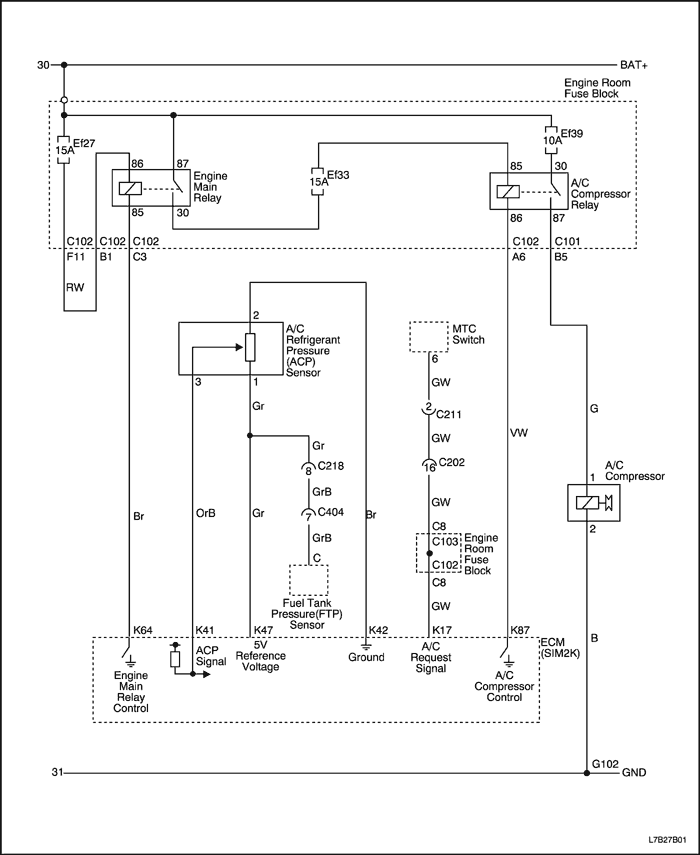 30 BAT+
Engine Room
Fuse Block
Ef27
15A
Ef39
10A
86 87
Engine
Main
Relay
85 30
Ef33
15A
85 30
A/C
Compressor
Relay
86 87
C102 C102 C102 C102 C101
F11 B1 C3 A6 B5
RW
2
A/C
Refrigerant
Pressure
(ACP)
Sensor
3 1
MTC
Switch
6
GW
2
C211
GW
C202
16
GW
Gr
Gr
C218
8
GrB
C404
7
GrB
C
Fuel Tank
Pressure(FTP)
Sensor
VW
G
1
A/C
Compressor
2
Br OrB Gr Br
C8
C103
C102
C8
Engine
Room
Fuse
Block
GW
B
K64 K41 K47 K42 K17 K87
ECM
(SIM2K)
Engine
Main
Relay
Control
ACP
Signal
5V
Reference
Voltage
Ground
A/C
Request
Signal
A/C
Compressor
Control
G102
31 GND
L7B27B01